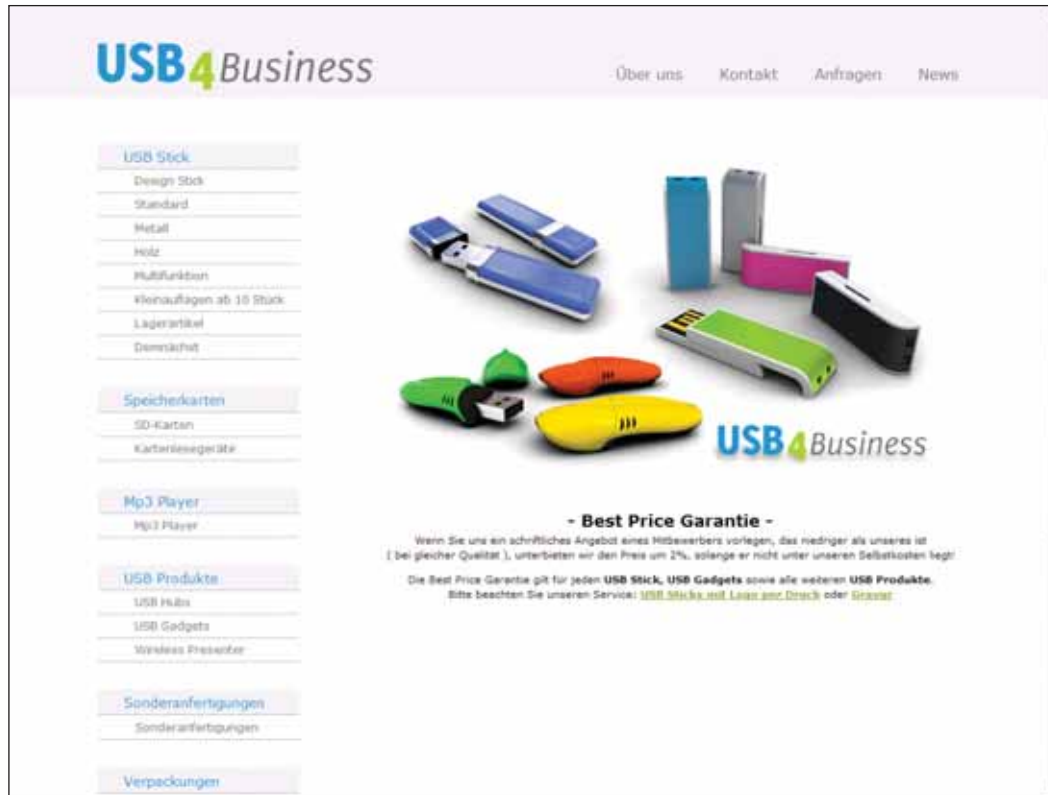 USB4Business
Über uns Kontakt Anfragen News
USB Stick
Design Stick
Standard
Metall
Holz
Multifunktion
Kleinauflagen ab 10 Stück
Lagerartikel
Demnächst
Speicherkarten
SD-Karten
Kartenlesegeräte
Mp3 Player
Mp3 Player
USB Produkte
USB Hubs
USB Gadgets
Wireless Presenter
Sonderanfertigungen
Sonderanfertigungen
Verpackungen
USB4Business
- Best Price Garantie -
Wenn Sie uns ein schriftliches Angebot eines Mitbewerbers vorlegen, das niedriger als unseres ist
( bei gleicher Qualität ), unterbieten wir den Preis um 2%, solange er nicht unter unseren Selbstkosten liegt!
Die Best Price Garantie gilt für jeden USB Stick, USB Gadgets sowie alle weiteren USB Produkte.
Bitte beachten Sie unseren Service: USB Sticks mit Logo per Druck oder Gravur